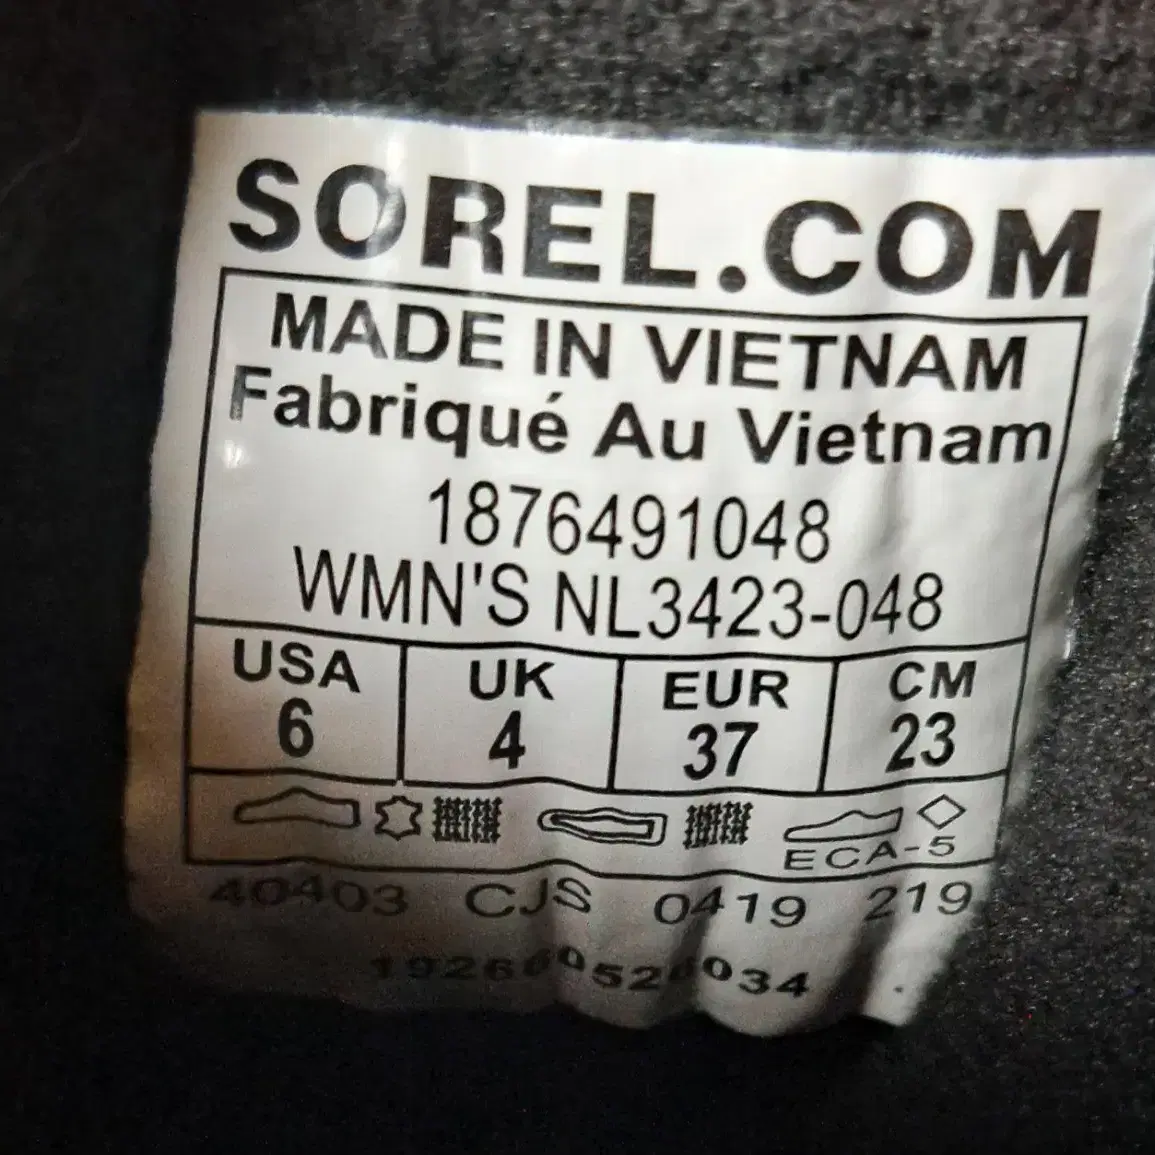 SOREL.COM
MADE IN VIETNAM
Fabriqué Au Vietnam
1876491048
WMN'S NL3423-048
USA UK EUR CM
6 4 37 23
ECA-5
40403 CJS 0419 219